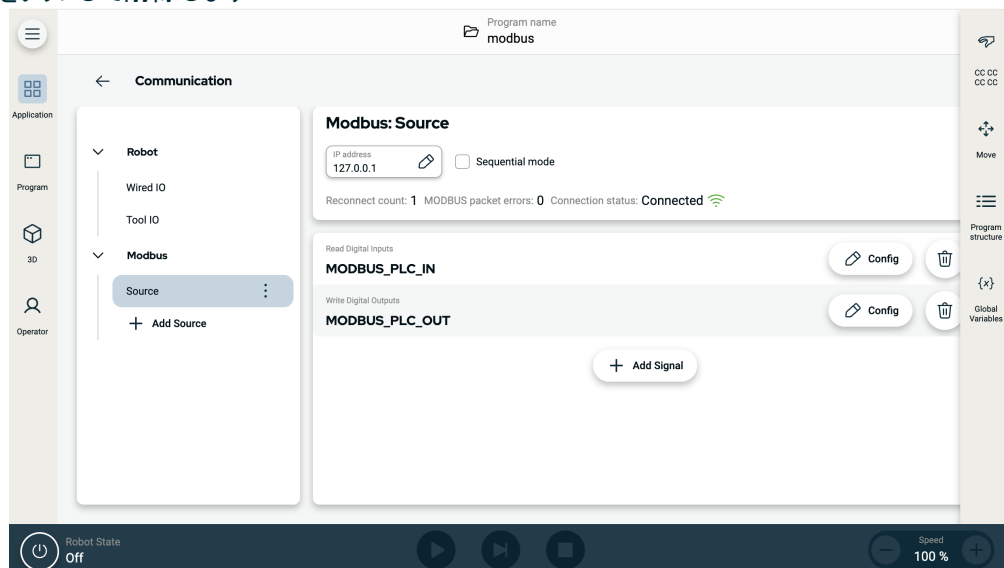 Program name
modbus
Communication
Application
Program
3D
Operator
Robot
Wired IO
Tool IO
Modbus
Source
Add Source
Modbus: Source
IP address
127.0.0.1
Sequential mode
Reconnect count: 1 MODBUS packet errors: 0 Connection status: Connected
Read Digital Inputs
MODBUS_PLC_IN
Config
Write Digital Outputs
MODBUS_PLC_OUT
Config
Add Signal
CC CC
CC CC
Move
Program
structure
{x}
Global
Variables
Robot State
Off
Speed
100 %